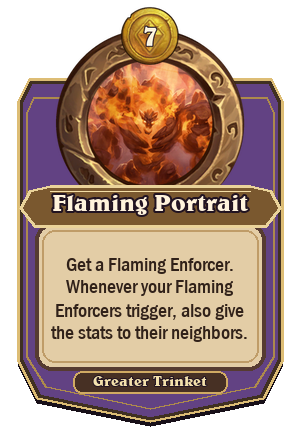 7
Flaming Portrait
Get a Flaming Enforcer.
Whenever your Flaming
Enforcers trigger, also give
the stats to their neighbors.
Greater Trinket